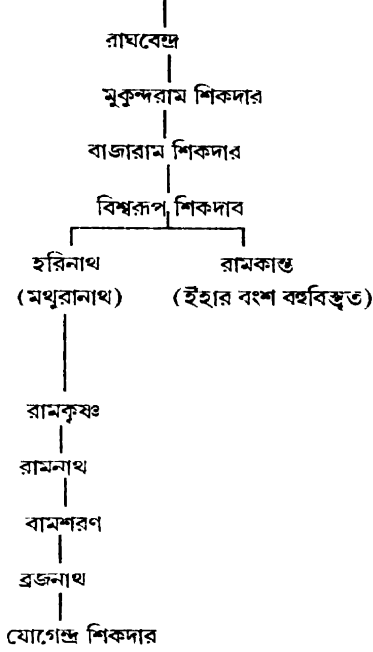 রাঘবেন্দ্র
মুকুন্দরাম শিকদার
বাজারাম শিকদার
বিশ্বরূপ শিকদাব
হরিনাথ রামকান্ত
(মথুরানাথ) (ইঁহার বংশ বহুবিস্তৃত)
রামকৃষ্ণ
রামনাথ
বামশরণ
ব্রজনাথ
যোগেন্দ্র শিকদার